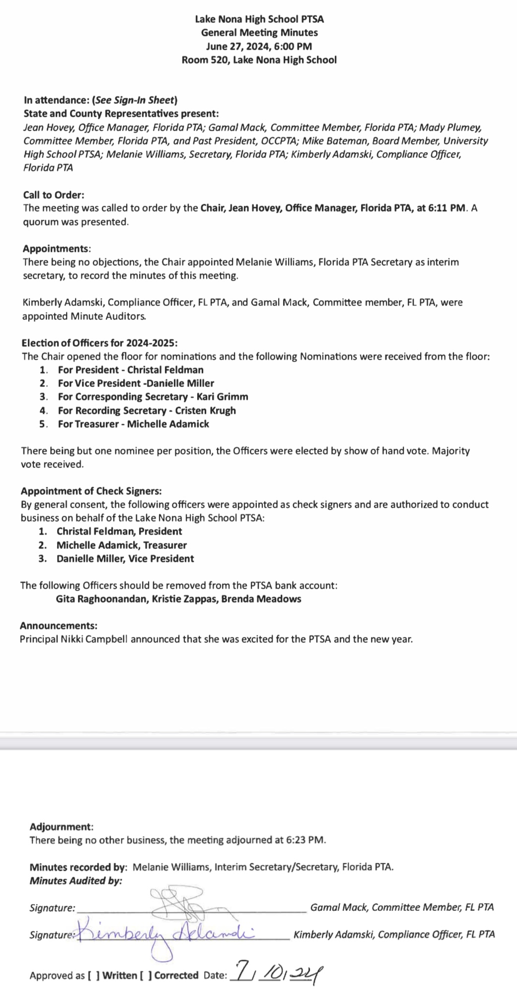 Lake Nona High School PTSA
General Meeting Minutes
June 27, 2024, 6:00 PM
Room 520, Lake Nona High School
In attendance: (See Sign-In Sheet)
State and County Representatives present:
Jean Hovey, Office Manager, Florida PTA; Gamal Mack, Committee Member, Florida PTA; Mady Plumey,
Committee Member, Florida PTA, and Past President, OCCPTA; Mike Bateman, Board Member, University
High School PTSA; Melanie Williams, Secretary, Florida PTA; Kimberly Adamski, Compliance Officer,
Florida PTA
Call to Order:
The meeting was called to order by the Chair, Jean Hovey, Office Manager, Florida PTA, at 6:11 PM. A
quorum was presented.
Appointments:
There being no objections, the Chair appointed Melanie Williams, Florida PTA Secretary as interim
secretary, to record the minutes of this meeting.
Kimberly Adamski, Compliance Officer, FL PTA, and Gamal Mack, Committee member, FL PTA, were
appointed Minute Auditors.
Election of Officers for 2024-2025:
The Chair opened the floor for nominations and the following Nominations were received from the floor:
1. For President - Christal Feldman
2. For Vice President -Danielle Miller
3. For Corresponding Secretary - Kari Grimm
4. For Recording Secretary - Cristen Krugh
5. For Treasurer - Michelle Adamick
There being but one nominee per position, the Officers were elected by show of hand vote. Majority
vote received.
Appointment of Check Signers:
By general consent, the following officers were appointed as check signers and are authorized to conduct
business on behalf of the Lake Nona High School PTSA:
1. Christal Feldman, President
2. Michelle Adamick, Treasurer
3. Danielle Miller, Vice President
The following Officers should be removed from the PTSA bank account:
Gita Raghoonandan, Kristie Zappas, Brenda Meadows
Announcements:
Principal Nikki Campbell announced that she was excited for the PTSA and the new year.
Adjournment:
There being no other business, the meeting adjourned at 6:23 PM.
Minutes recorded by: Melanie Williams, Interim Secretary/Secretary, Florida PTA.
Minutes Audited by:
Signature: Gamal Mack, Committee Member, FL PTA
Signature: Kimberly Adamski Kimberly Adamski, Compliance Officer, FL PTA
Approved as [ ] Written [ ] Corrected Date: 7/10/24